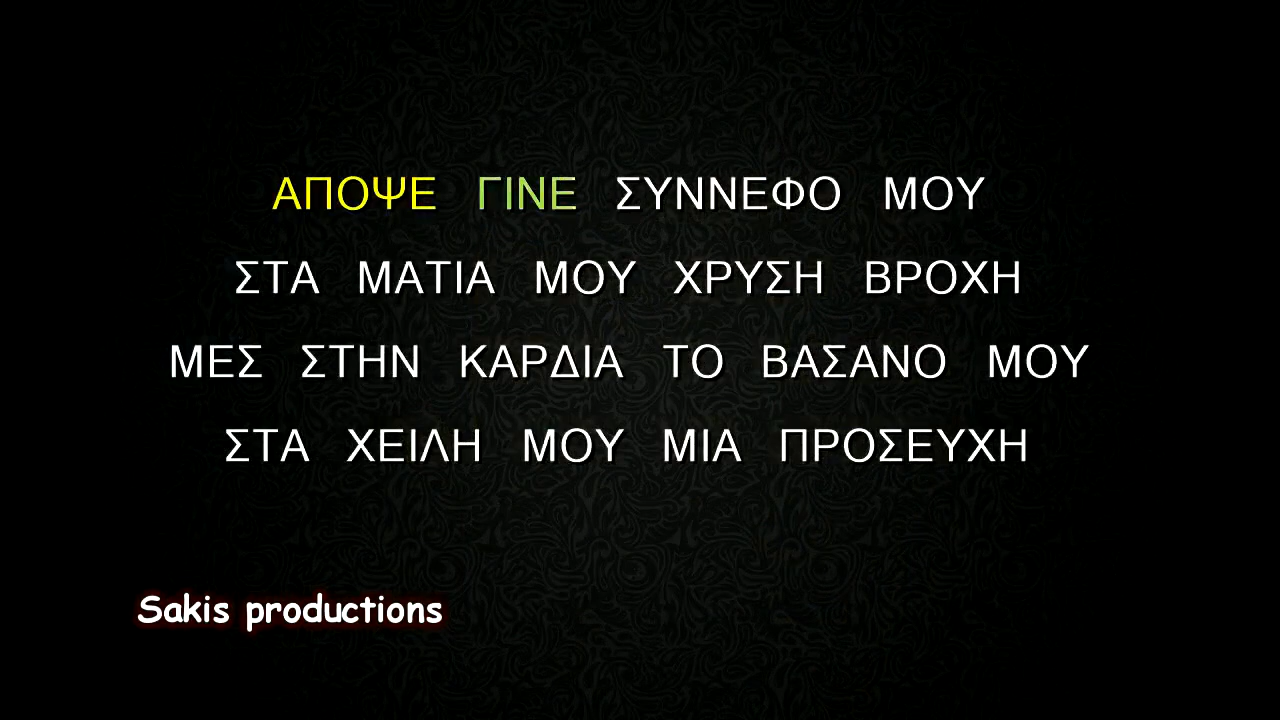 ΑΠΟΨΕ ΓΙΝΕ ΣΥΝΝΕΦΟ ΜΟΥ
ΣΤΑ ΜΑΤΙΑ ΜΟΥ ΧΡΥΣΗ ΒΡΟΧΗ
ΜΕΣ ΣΤΗΝ ΚΑΡΔΙΑ ΤΟ ΒΑΣΑΝΟ ΜΟΥ
ΣΤΑ ΧΕΙΛΗ ΜΟΥ ΜΙΑ ΠΡΟΣΕΥΧΗ
Sakis productions